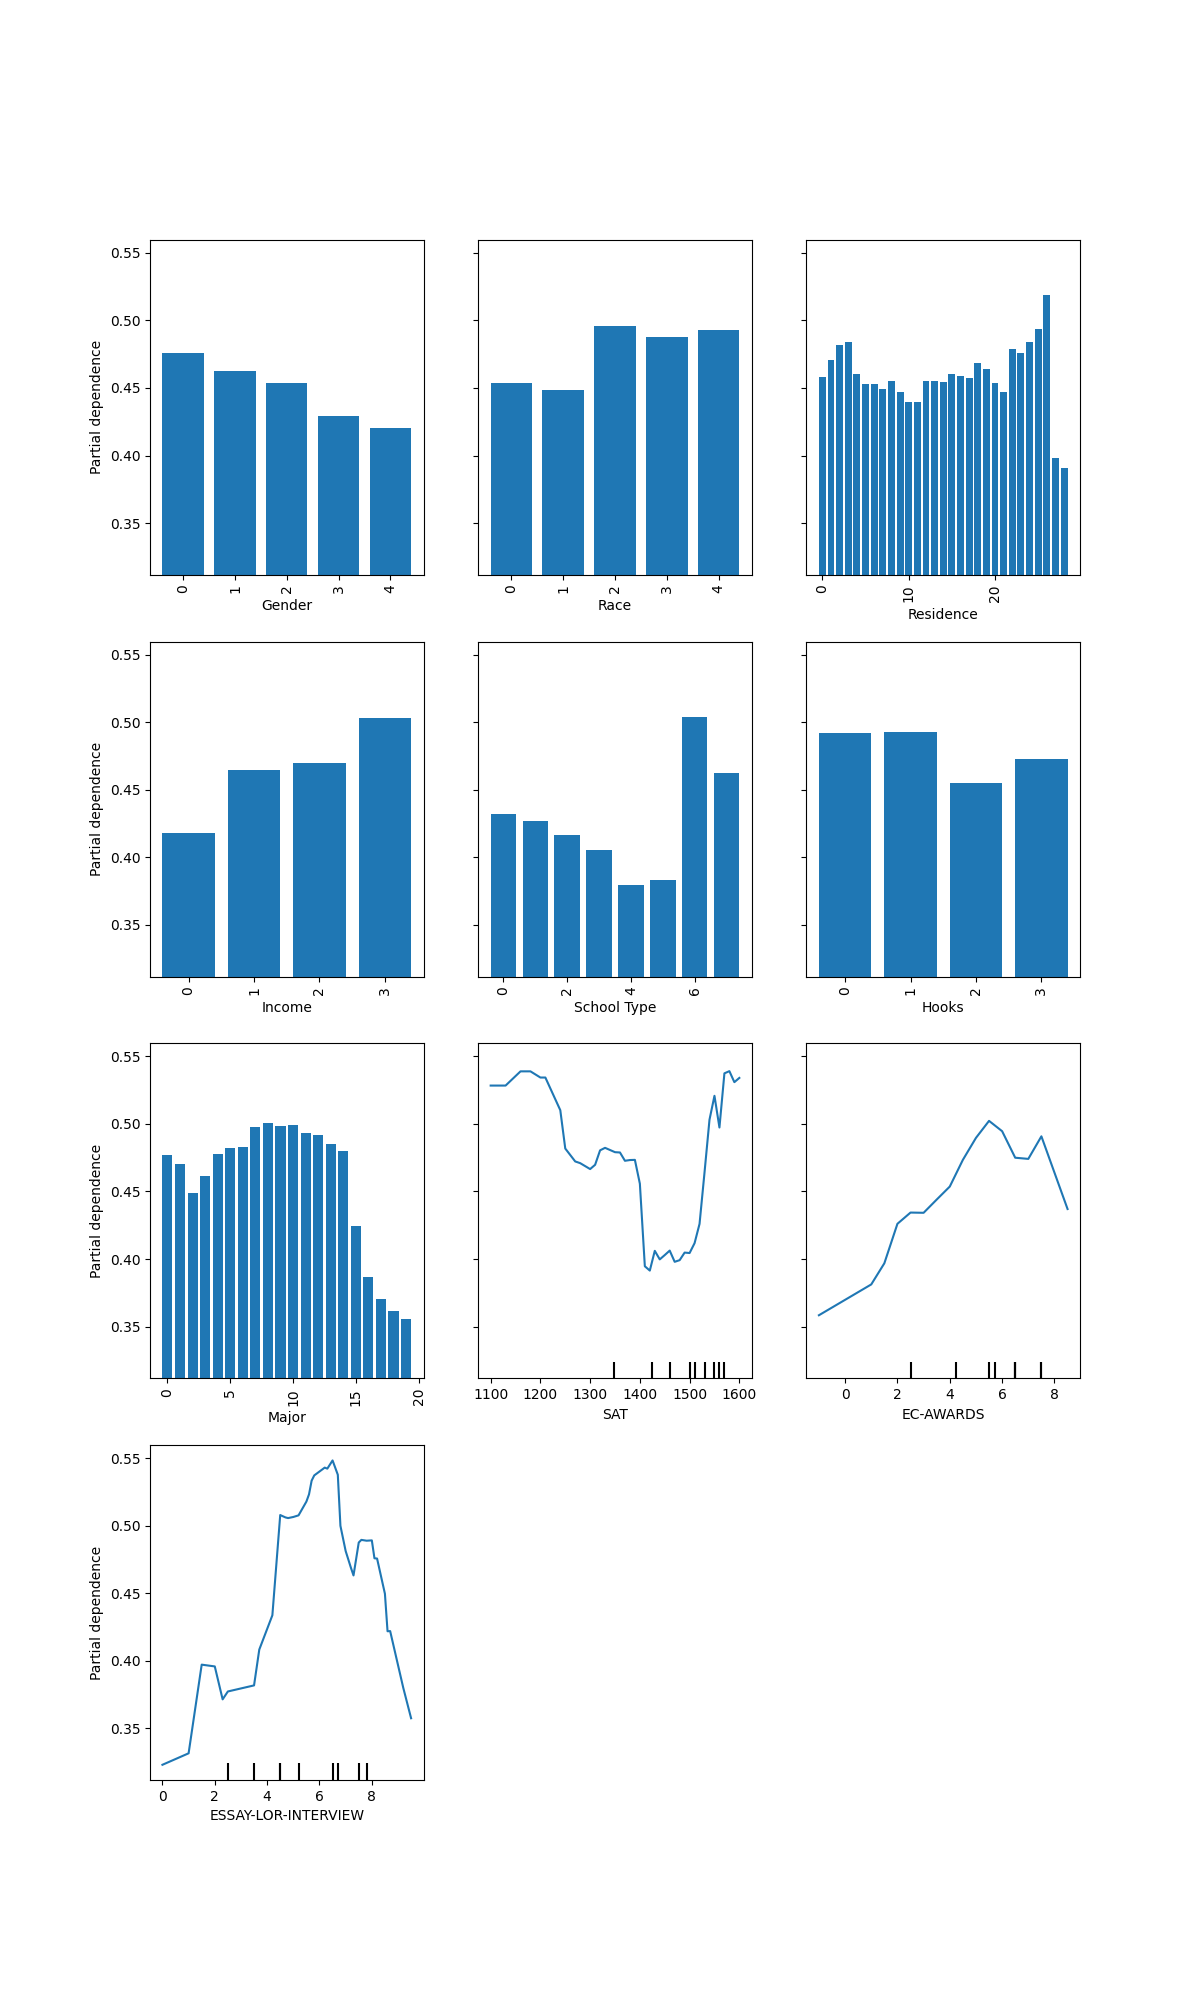 0.55
0.50
0.45
0.40
0.35
Partial dependence
0 1 2 3 4
Gender
0 1 2 3 4
Race
0 10 20
Residence
0.55
0.50
0.45
0.40
0.35
Partial dependence
0 1 2 3
Income
0 2 4 6
School Type
0 1 2 3
Hooks
0.55
0.50
0.45
0.40
0.35
Partial dependence
0 5 10 15 20
Major
1100 1200 1300 1400 1500 1600
SAT
0 2 4 6 8
EC-AWARDS
0.55
0.50
0.45
0.40
0.35
Partial dependence
0 2 4 6 8
ESSAY-LOR-INTERVIEW